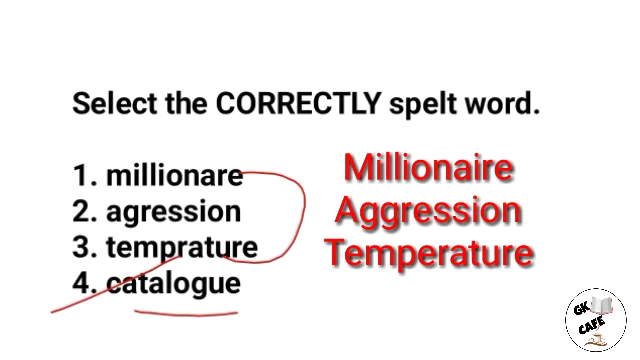 Select the CORRECTLY spelt word.
1. millionare
2. agression
3. temprature
4. catalogue
Millionaire
Aggression
Temperature
GK
CAFE